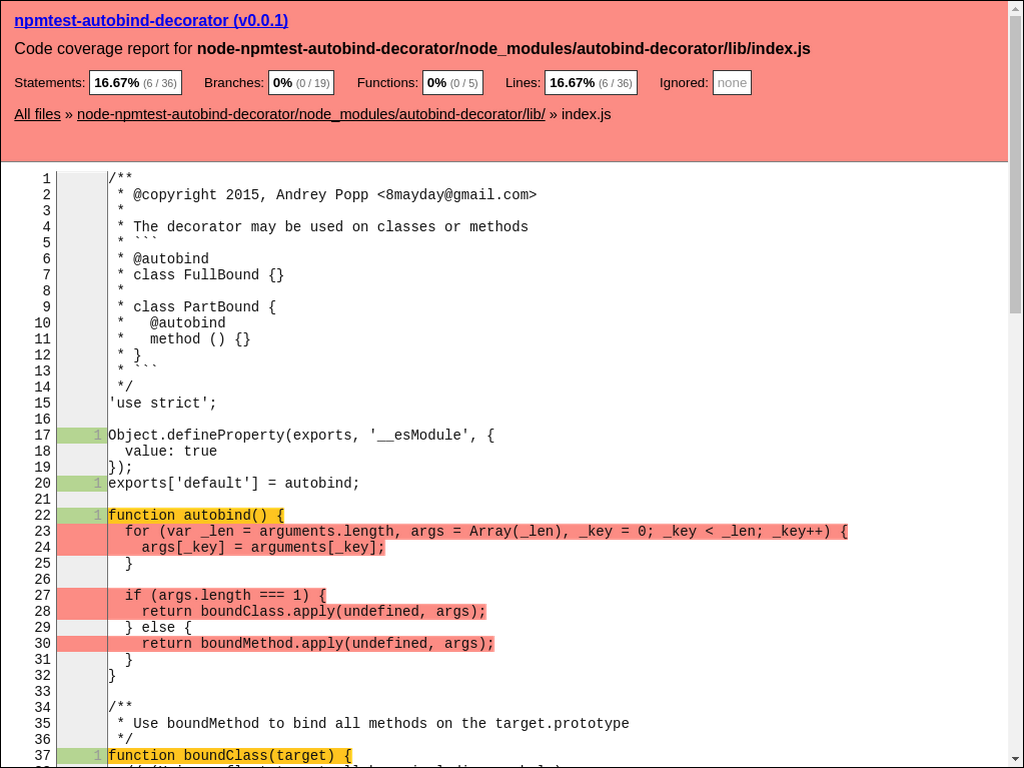 npmtest-autobind-decorator (v0.0.1)
Code coverage report for node-npmtest-autobind-decorator/node_modules/autobind-decorator/lib/index.js
Statements: 16.67% (6 / 36) Branches: 0% (0 / 19) Functions: 0% (0 / 5) Lines: 16.67% (6 / 36) Ignored: none
All files » node-npmtest-autobind-decorator/node_modules/autobind-decorator/lib/ » index.js
1 /**
2  * @copyright 2015, Andrey Popp <8mayday@gmail.com>
3  *
4  * The decorator may be used on classes or methods
5  * ```
6  * @autobind
7  * class FullBound {}
8  *
9  * class PartBound {
10  *   @autobind
11  *   method () {}
12  * }
13  * ```
14  */
15 'use strict';
16
17 1 Object.defineProperty(exports, '__esModule', {
18   value: true
19 });
20 1 exports['default'] = autobind;
21
22 1 function autobind() {
23   for (var _len = arguments.length, args = Array(_len), _key = 0; _key < _len; _key++) {
24     args[_key] = arguments[_key];
25   }
26
27   if (args.length === 1) {
28     return boundClass.apply(undefined, args);
29   } else {
30     return boundMethod.apply(undefined, args);
31   }
32 }
33
34 /**
35  * Use boundMethod to bind all methods on the target.prototype
36  */
37 1 function boundClass(target) {